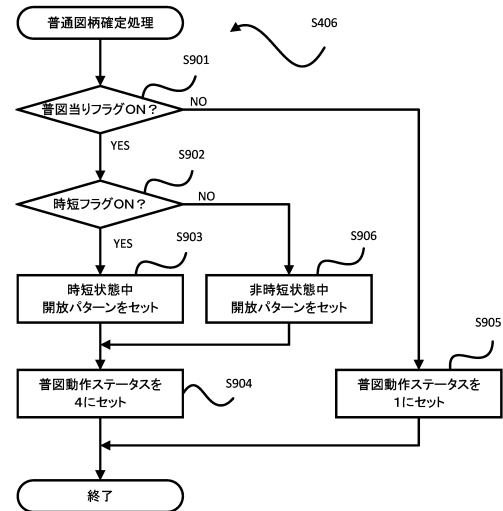 普通図柄確定処理
S406
S901
普図当りフラグON?
NO
YES
S902
時短フラグON?
NO
YES
S903
S906
時短状態中
開放パターンをセット
非時短状態中
開放パターンをセット
S905
普図動作ステータスを
4にセット
S904
普図動作ステータスを
1にセット
終了